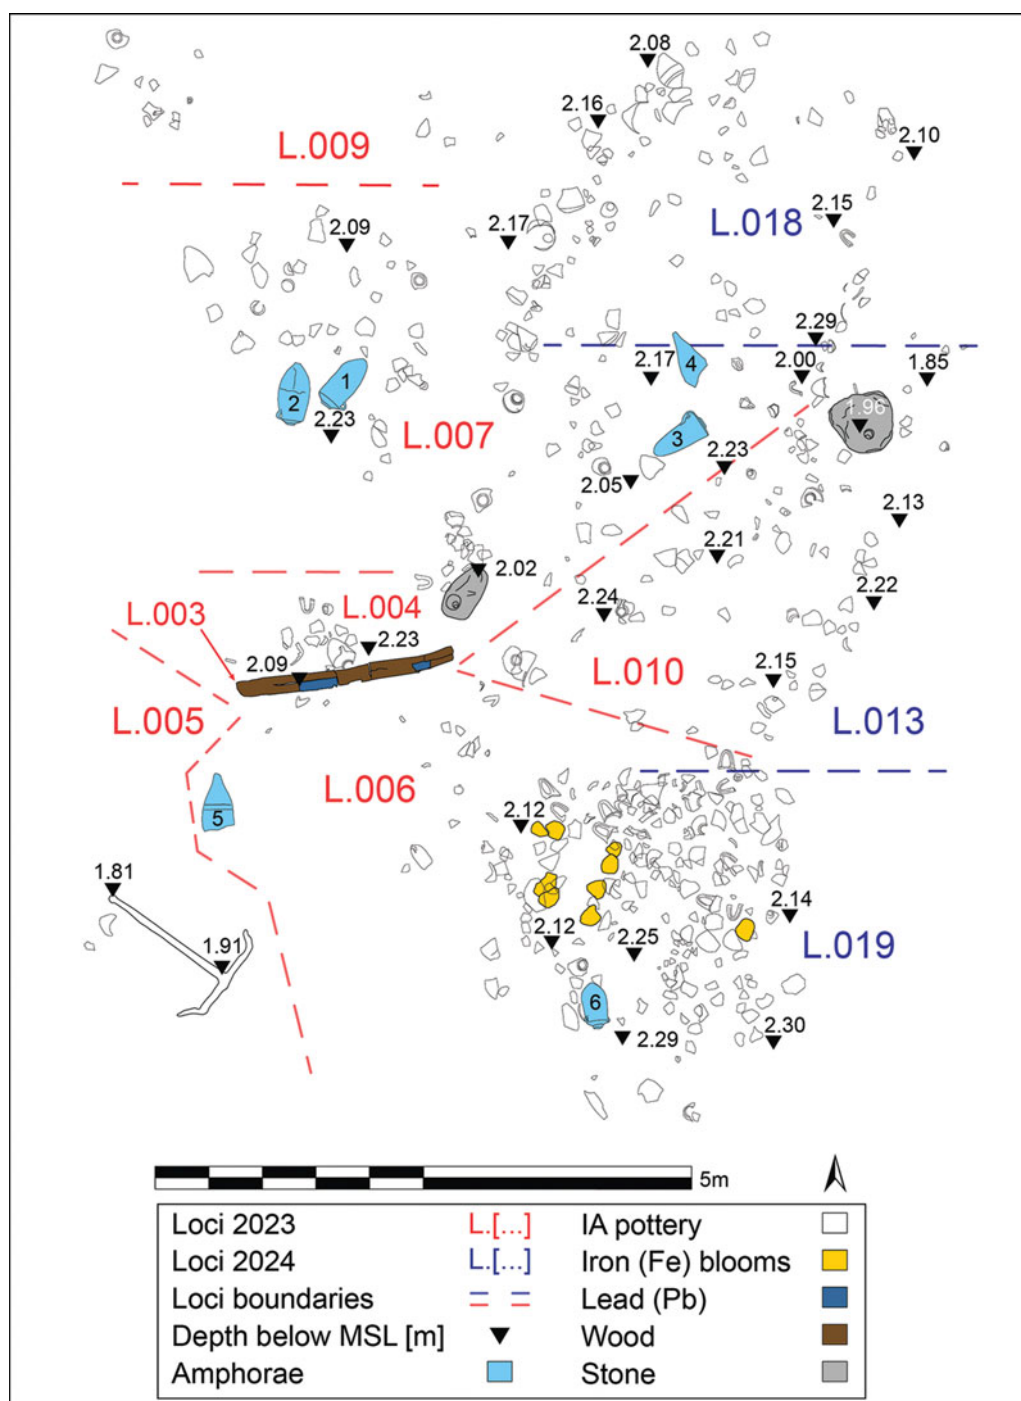 2.08
2.16
2.10
L.009
2.15
L.018
2.09
2.17
2.29
2.17
4
2.00
1.85
1
2
2.23
L.007
3
1.96
2.23
2.05
2.13
2.21
2.02
L.003
L.004
2.24
2.22
2.23
2.09
L.010
2.15
L.005
L.013
L.006
5
2.12
1.81
2.14
1.91
2.12
2.25
L.019
6
2.29
2.30
5m
Loci 2023 L.[...] IA pottery
Loci 2024 L.[...] Iron (Fe) blooms
Loci boundaries Lead (Pb)
Depth below MSL [m] Wood
Amphorae Stone